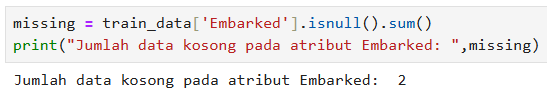 missing = train_data['Embarked'].isnull().sum()
print("Jumlah data kosong pada atribut Embarked: ",missing)
Jumlah data kosong pada atribut Embarked:  2